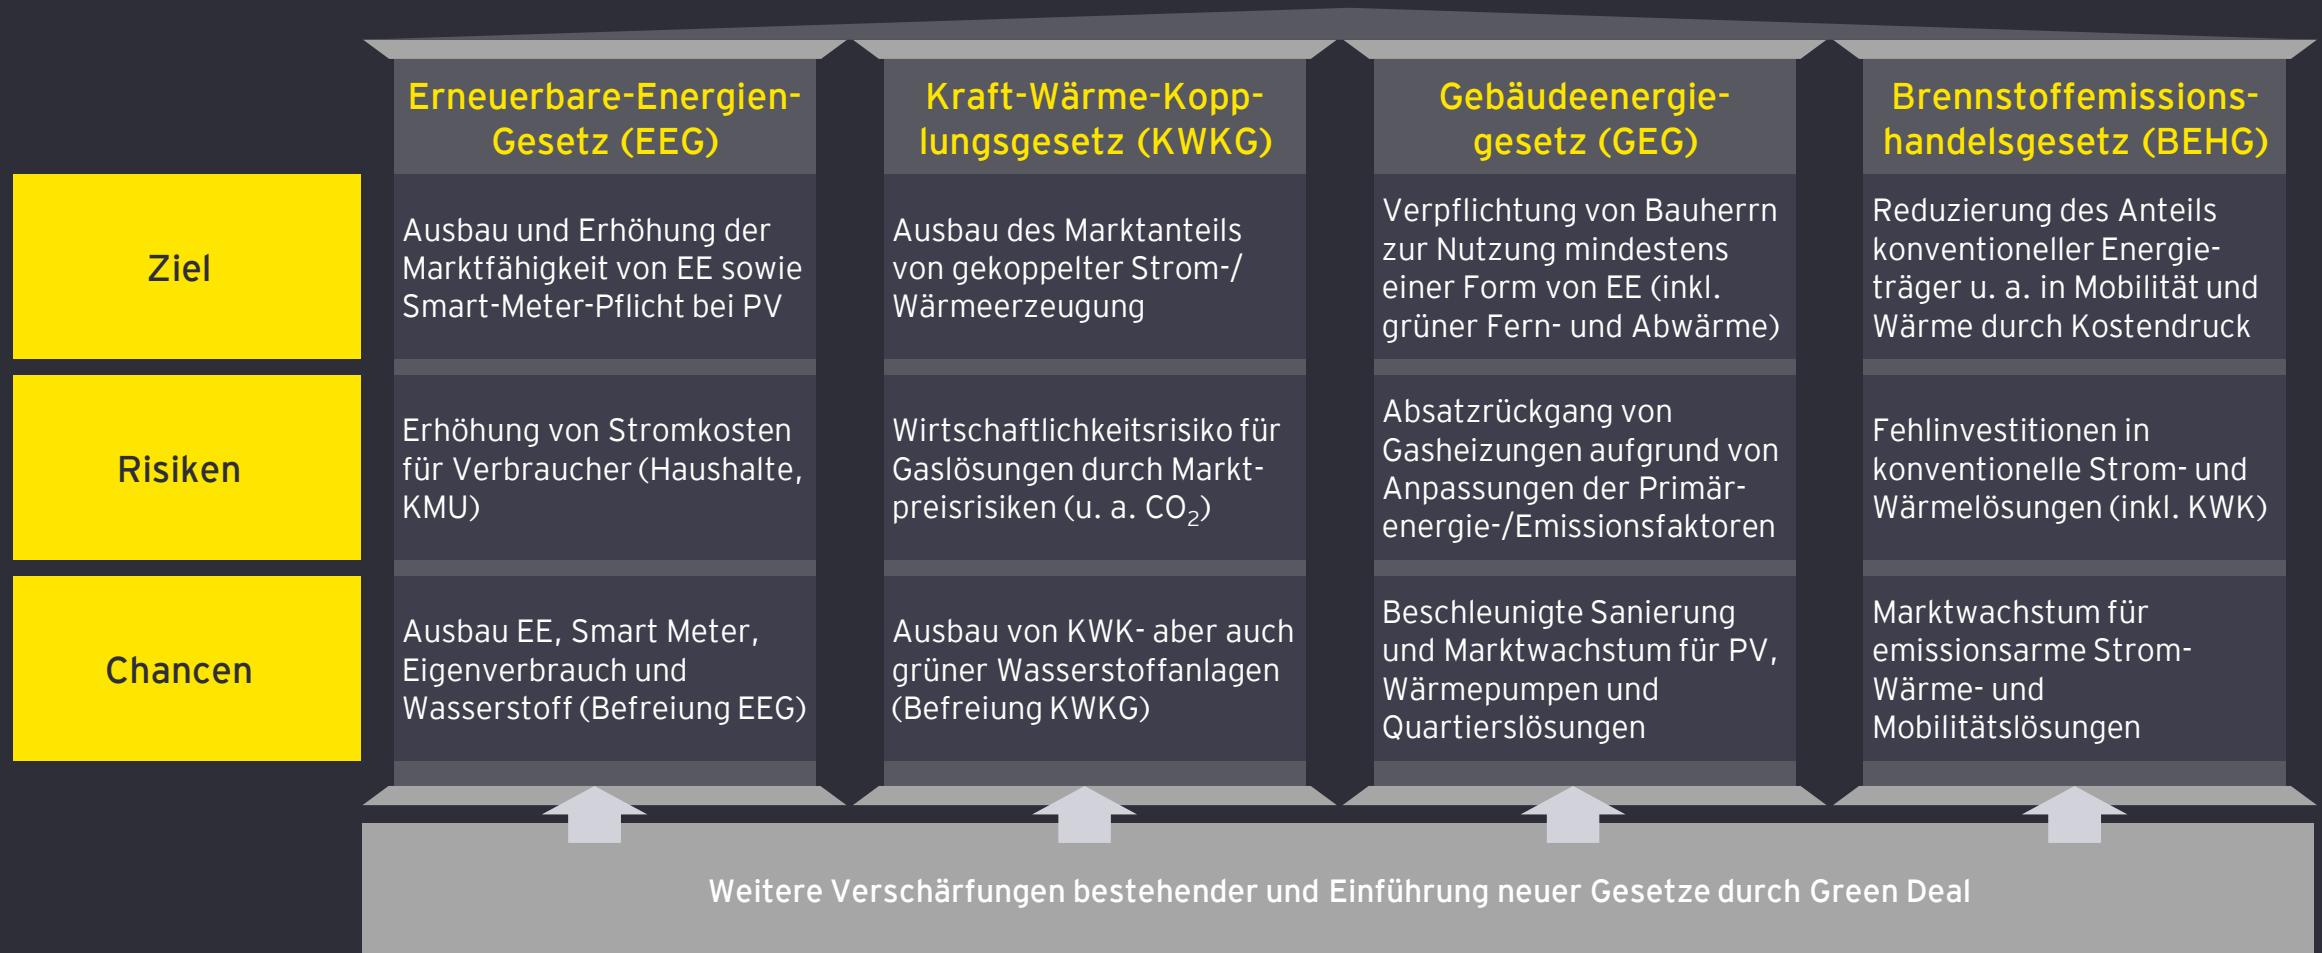 Erneuerbare-Energien-
Gesetz (EEG)
Kraft-Wärme-Kopp-
lungsgesetz (KWKG)
Gebäudeenergie-
gesetz (GEG)
Brennstoffemissions-
handelsgesetz (BEHG)
Ziel
Ausbau und Erhöhung der
Marktfähigkeit von EE sowie
Smart-Meter-Pflicht bei PV
Ausbau des Marktanteils
von gekoppelter Strom-/
Wärmeerzeugung
Verpflichtung von Bauherrn
zur Nutzung mindestens
einer Form von EE (inkl.
grüner Fern- und Abwärme)
Reduzierung des Anteils
konventioneller Energie-
träger u. a. in Mobilität und
Wärme durch Kostendruck
Risiken
Erhöhung von Stromkosten
für Verbraucher (Haushalte,
KMU)
Wirtschaftlichkeitsrisiko für
Gaslösungen durch Markt-
preisrisiken (u. a. CO₂)
Absatzrückgang von
Gasheizungen aufgrund von
Anpassungen der Primär-
energie-/Emissionsfaktoren
Fehlinvestitionen in
konventionelle Strom- und
Wärmelösungen (inkl. KWK)
Chancen
Ausbau EE, Smart Meter,
Eigenverbrauch und
Wasserstoff (Befreiung EEG)
Ausbau von KWK- aber auch
grüner Wasserstoffanlagen
(Befreiung KWKG)
Beschleunigte Sanierung
und Marktwachstum für PV,
Wärmepumpen und
Quartierslösungen
Marktwachstum für
emissionsarme Strom-
Wärme- und
Mobilitätslösungen
Weitere Verschärfungen bestehender und Einführung neuer Gesetze durch Green Deal